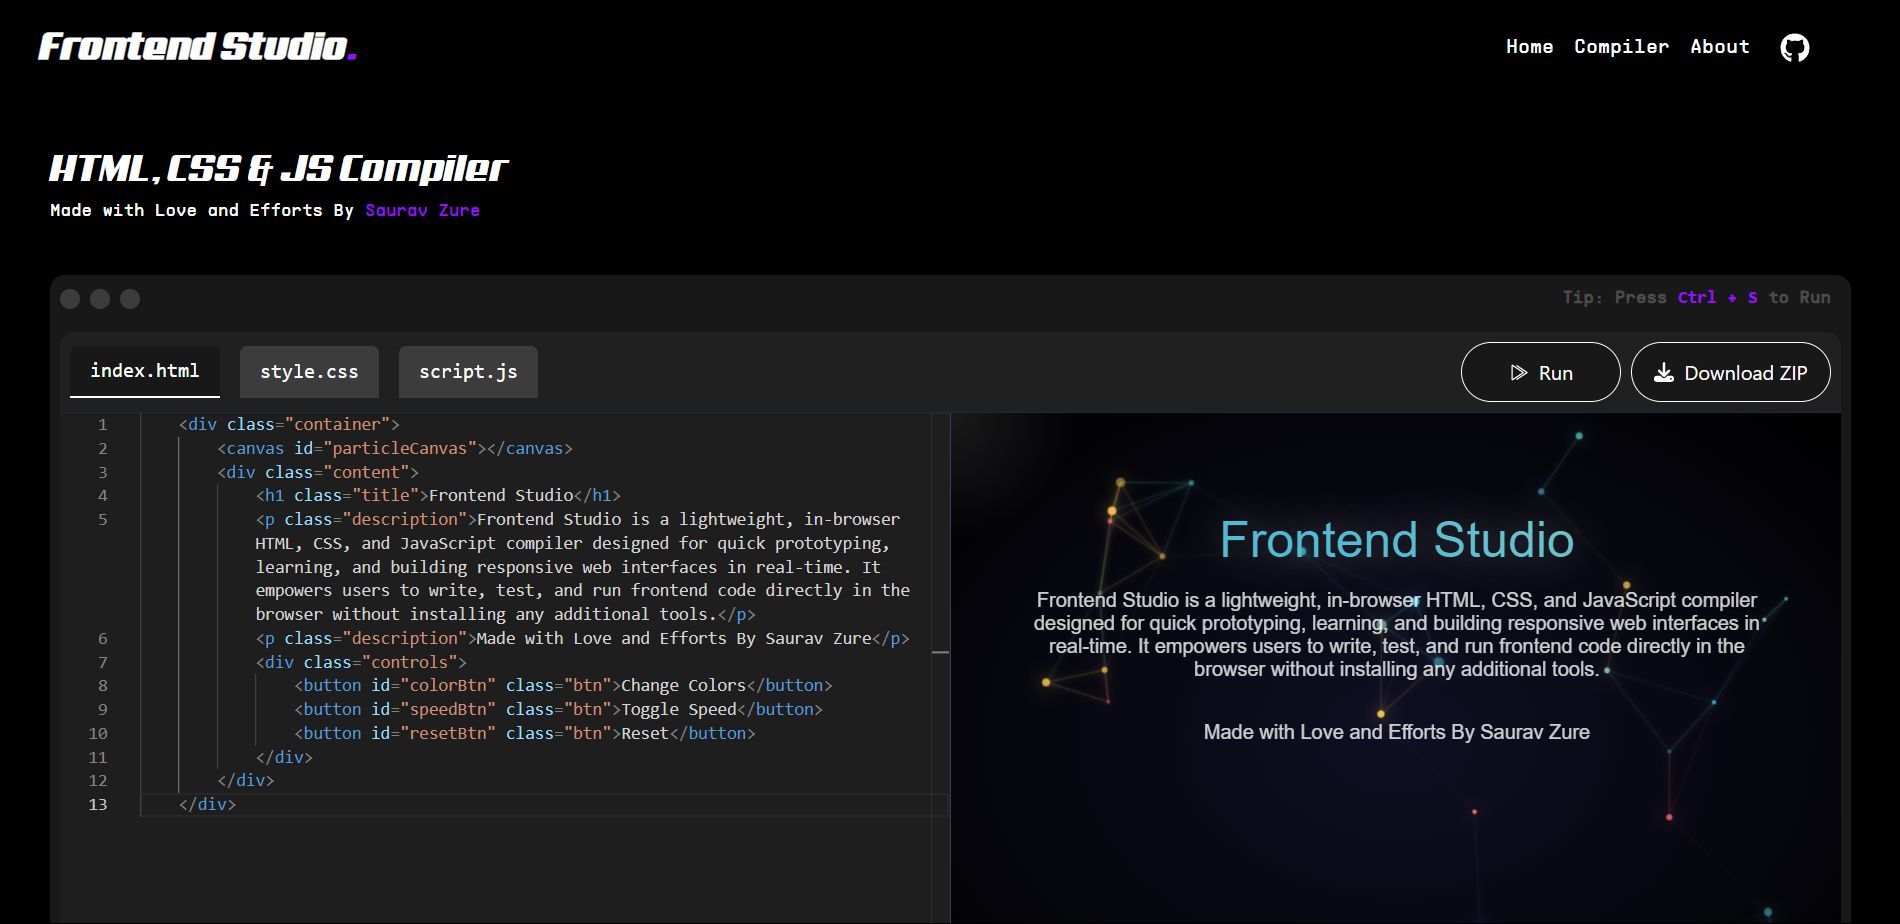 Frontend Studio.
Home Compiler About
HTML, CSS & JS Compiler
Made with Love and Efforts By Saurav Zure
Tip: Press Ctrl + S to Run
index.html style.css script.js
Run Download ZIP
1 <div class="container">
2 <canvas id="particleCanvas"></canvas>
3 <div class="content">
4 <h1 class="title">Frontend Studio</h1>
5 <p class="description">Frontend Studio is a lightweight, in-browser
HTML, CSS, and JavaScript compiler designed for quick prototyping,
learning, and building responsive web interfaces in real-time. It
empowers users to write, test, and run frontend code directly in the
browser without installing any additional tools.</p>
6 <p class="description">Made with Love and Efforts By Saurav Zure</p>
7 <div class="controls">
8 <button id="colorBtn" class="btn">Change Colors</button>
9 <button id="speedBtn" class="btn">Toggle Speed</button>
10 <button id="resetBtn" class="btn">Reset</button>
11 </div>
12 </div>
13 </div>
Frontend Studio
Frontend Studio is a lightweight, in-browser HTML, CSS, and JavaScript compiler
designed for quick prototyping, learning, and building responsive web interfaces in
real-time. It empowers users to write, test, and run frontend code directly in the
browser without installing any additional tools.
Made with Love and Efforts By Saurav Zure